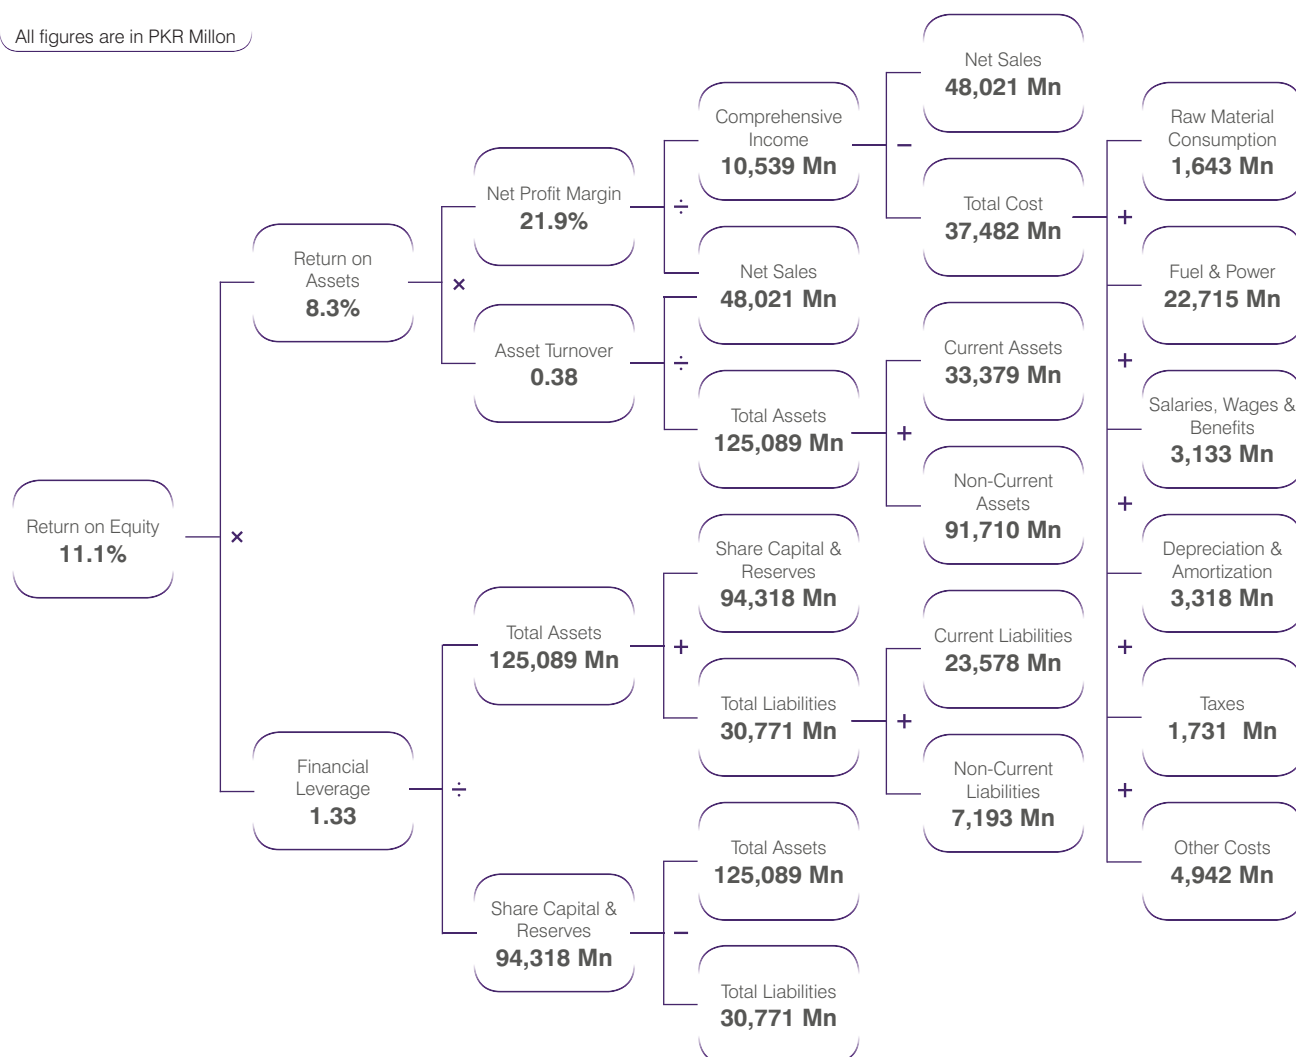 All figures are in PKR Millon
Return on Equity
11.1%
×
Return on
Assets
8.3%
×
Financial
Leverage
1.33
÷
Net Profit Margin
21.9%
÷
Asset Turnover
0.38
÷
Total Assets
125,089 Mn
+
Share Capital &
Reserves
94,318 Mn
−
Comprehensive
Income
10,539 Mn
−
Net Sales
48,021 Mn
Total Assets
125,089 Mn
+
Share Capital &
Reserves
94,318 Mn
Total Liabilities
30,771 Mn
+
Total Assets
125,089 Mn
Total Liabilities
30,771 Mn
Net Sales
48,021 Mn
Total Cost
37,482 Mn
Current Assets
33,379 Mn
Non-Current
Assets
91,710 Mn
Current Liabilities
23,578 Mn
Non-Current
Liabilities
7,193 Mn
Raw Material
Consumption
1,643 Mn
+
Fuel & Power
22,715 Mn
+
Salaries, Wages &
Benefits
3,133 Mn
+
Depreciation &
Amortization
3,318 Mn
+
Taxes
1,731 Mn
+
Other Costs
4,942 Mn